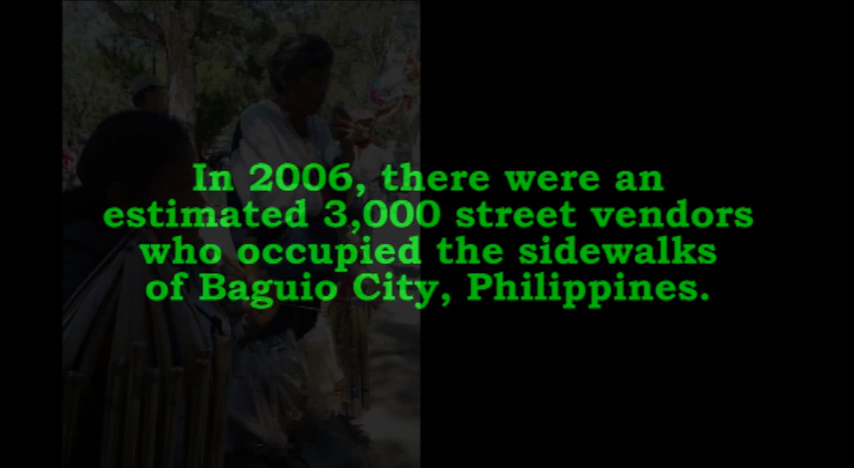 In 2006, there were an
estimated 3,000 street vendors
who occupied the sidewalks
of Baguio City, Philippines.